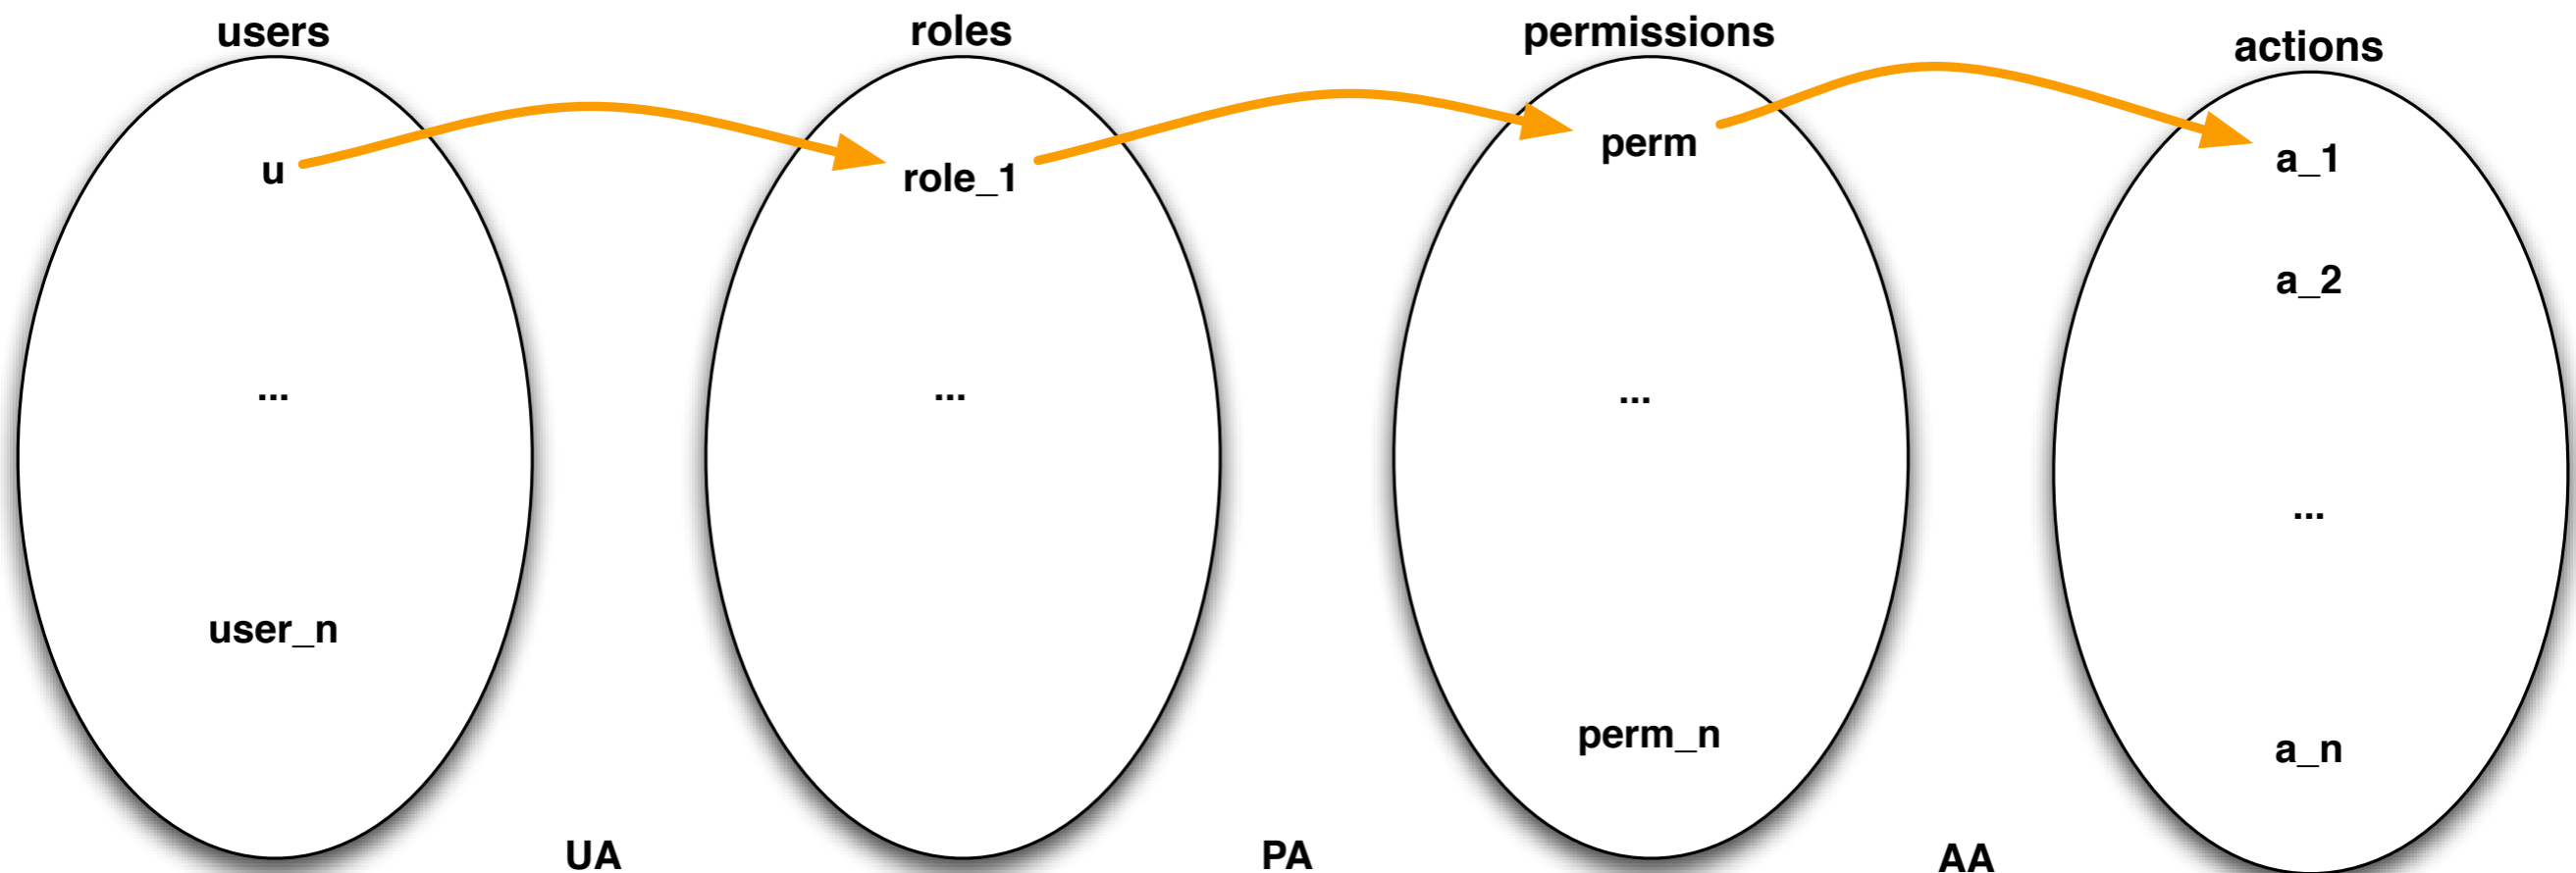 users
u
...
user_n
UA
roles
role_1
...
PA
permissions
perm
...
perm_n
AA
actions
a_1
a_2
...
a_n